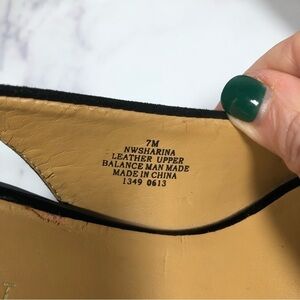 7M
NWSHARINA
LEATHER UPPER
BALANCE MAN MADE
MADE IN CHINA
1349 0613